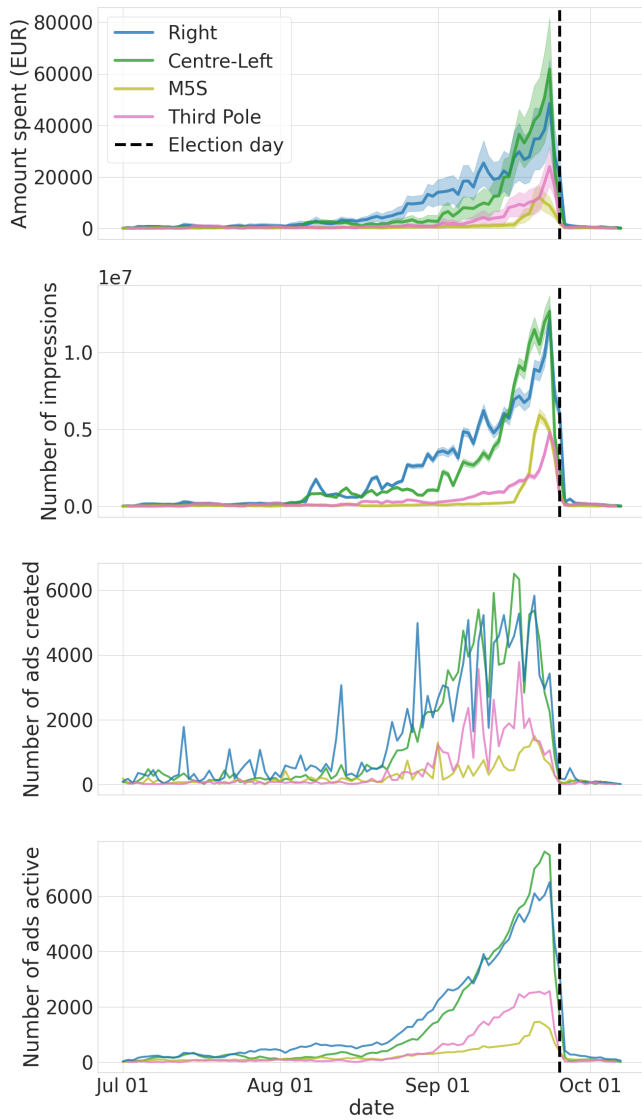 Amount spent (EUR)
80000
60000
40000
20000
0
Right
Centre-Left
M5S
Third Pole
Election day
Number of impressions
1e7
1.0
0.5
0.0
Number of ads created
6000
4000
2000
0
Number of ads active
6000
4000
2000
0
Jul 01
Aug 01
Sep 01
Oct 01
date